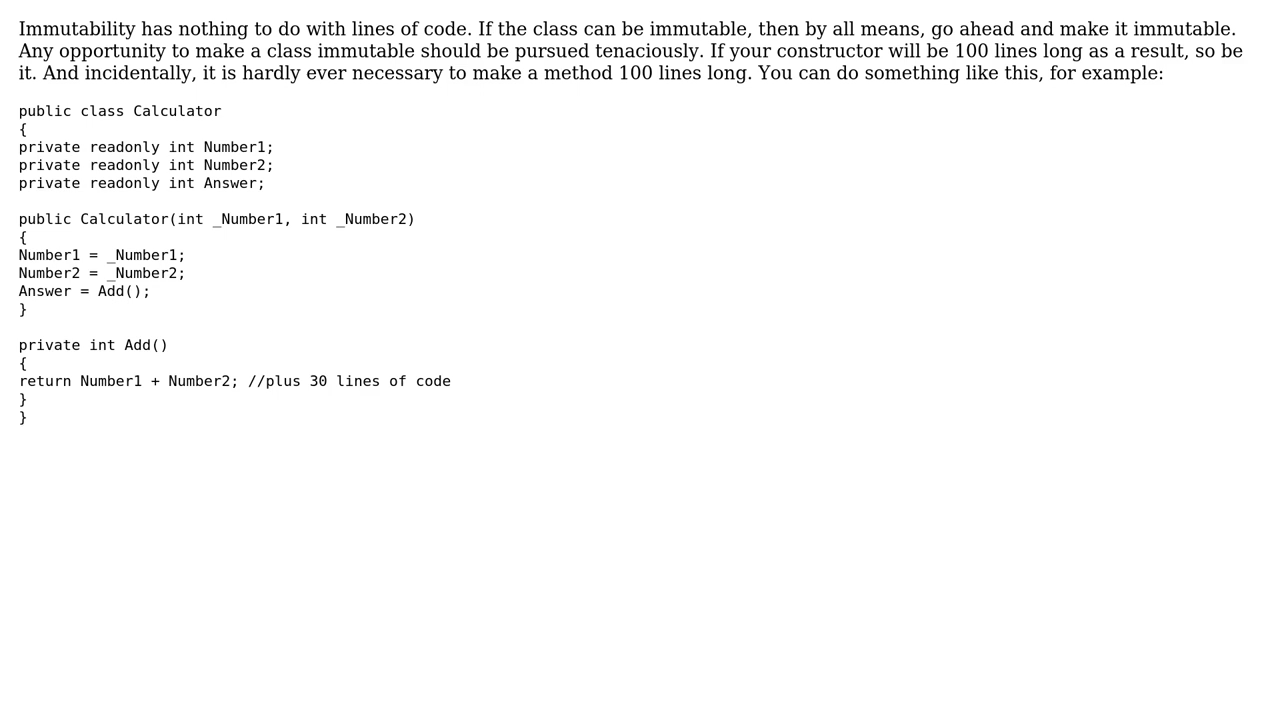 Immutability has nothing to do with lines of code. If the class can be immutable, then by all means, go ahead and make it immutable.
Any opportunity to make a class immutable should be pursued tenaciously. If your constructor will be 100 lines long as a result, so be
it. And incidentally, it is hardly ever necessary to make a method 100 lines long. You can do something like this, for example:
public class Calculator
{
private readonly int Number1;
private readonly int Number2;
private readonly int Answer;
public Calculator(int _Number1, int _Number2)
{
Number1 = _Number1;
Number2 = _Number2;
Answer = Add();
}
private int Add()
{
return Number1 + Number2; //plus 30 lines of code
}
}